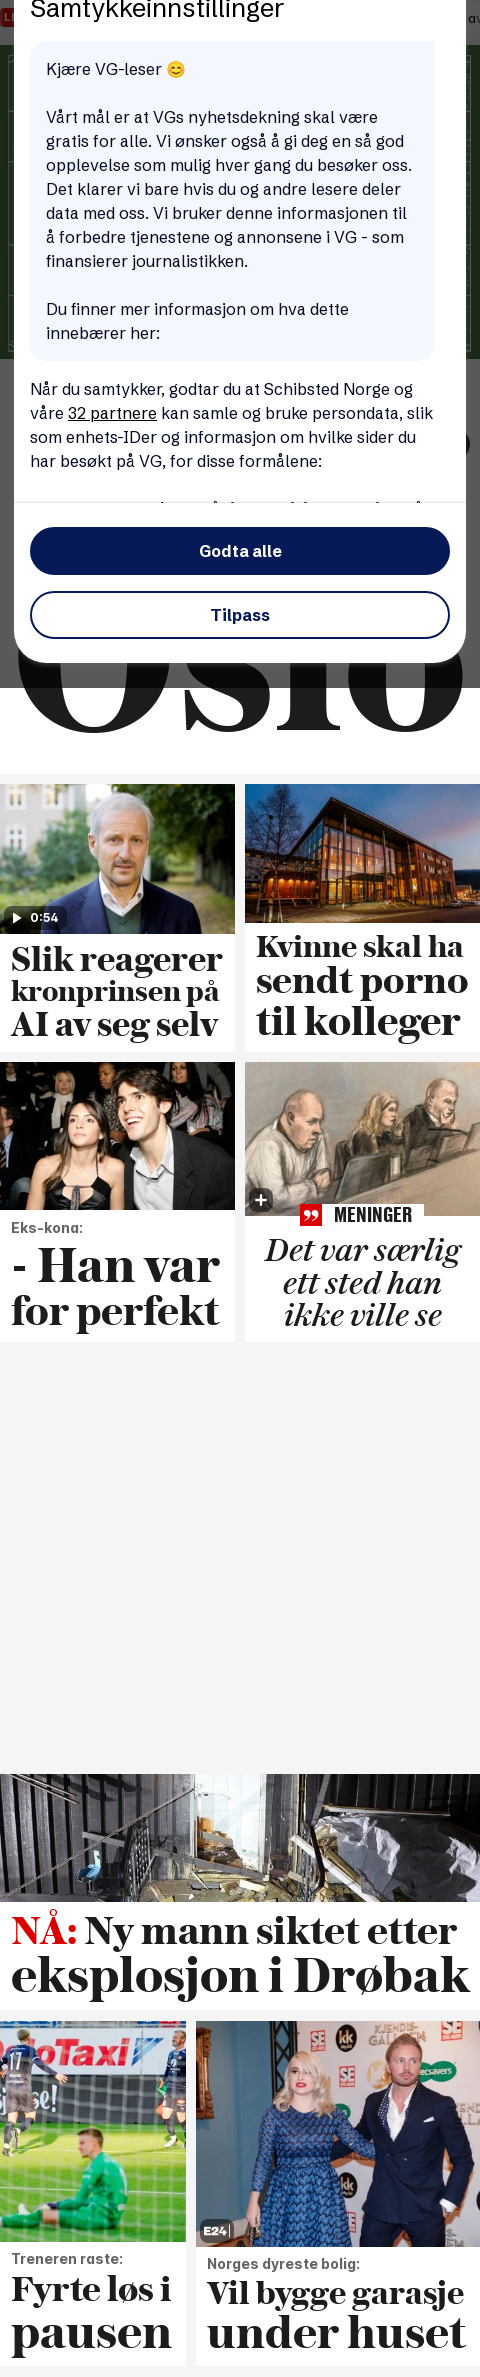 Samtykkeinnstillinger
Kjære VG-leser 😊
Vårt mål er at VGs nyhetsdekning skal være
gratis for alle. Vi ønsker også å gi deg en så god
opplevelse som mulig hver gang du besøker oss.
Det klarer vi bare hvis du og andre lesere deler
data med oss. Vi bruker denne informasjonen til
å forbedre tjenestene og annonsene i VG - som
finansierer journalistikken.
Du finner mer informasjon om hva dette
innebærer her:
Når du samtykker, godtar du at Schibsted Norge og
våre 32 partnere kan samle og bruke persondata, slik
som enhets-IDer og informasjon om hvilke sider du
har besøkt på VG, for disse formålene:
Godta alle
Tilpass
Oslo
0:54
Slik reagerer
kronprinsen på
AI av seg selv
Kvinne skal ha
sendt porno
til kolleger
Eks-kona:
- Han var
for perfekt
MENINGER
Det var særlig
ett sted han
ikke ville se
NÅ: Ny mann siktet etter
eksplosjon i Drøbak
17
oTaxi
Treneren raste:
Fyrte løs i
pausen
KJENDIS-
GALLAEN
SE
kk
ecsavers
E24
Norges dyreste bolig:
Vil bygge garasje
under huset